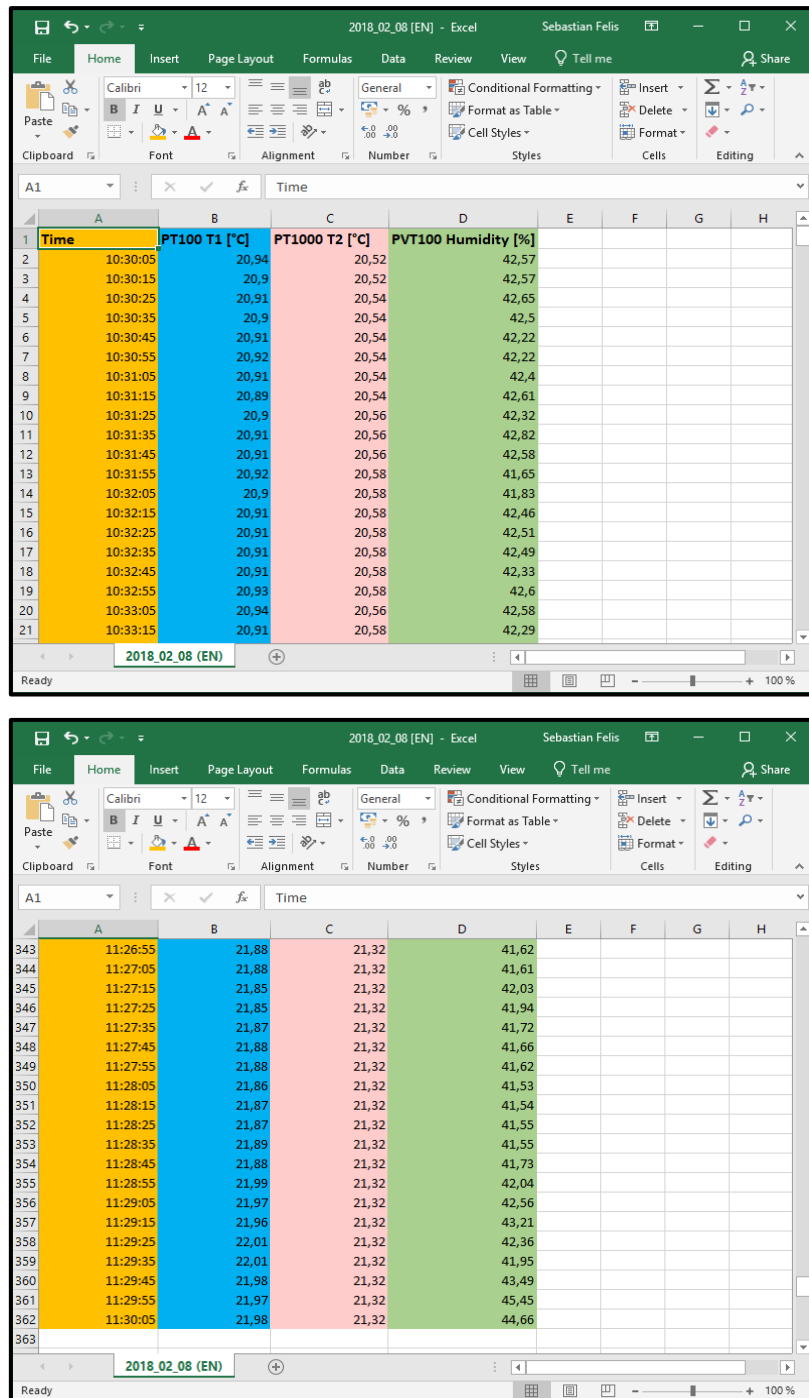 2018_02_08 [EN] - Excel Sebastian Felis
File Home Insert Page Layout Formulas Data Review View Tell me Share
Calibri 12 ab General Conditional Formatting Insert Σ
Paste B I U A A % , Format as Table Delete
A Cell Styles Format
Clipboard Font Alignment Number Styles Cells Editing
A1 fx Time
A B C D E F G H
1 Time PT100 T1 [°C] PT1000 T2 [°C] PVT100 Humidity [%]
2 10:30:05 20,94 20,52 42,57
3 10:30:15 20,9 20,52 42,57
4 10:30:25 20,91 20,54 42,65
5 10:30:35 20,9 20,54 42,5
6 10:30:45 20,91 20,54 42,22
7 10:30:55 20,92 20,54 42,22
8 10:31:05 20,91 20,54 42,4
9 10:31:15 20,89 20,54 42,61
10 10:31:25 20,9 20,56 42,32
11 10:31:35 20,91 20,56 42,82
12 10:31:45 20,91 20,56 42,58
13 10:31:55 20,92 20,58 41,65
14 10:32:05 20,9 20,58 41,83
15 10:32:15 20,91 20,58 42,46
16 10:32:25 20,91 20,58 42,51
17 10:32:35 20,91 20,58 42,49
18 10:32:45 20,91 20,58 42,33
19 10:32:55 20,93 20,58 42,6
20 10:33:05 20,94 20,56 42,58
21 10:33:15 20,91 20,58 42,29
2018_02_08 (EN)
Ready 100 %
2018_02_08 [EN] - Excel Sebastian Felis
File Home Insert Page Layout Formulas Data Review View Tell me Share
Calibri 12 ab General Conditional Formatting Insert Σ
Paste B I U A A % , Format as Table Delete
A Cell Styles Format
Clipboard Font Alignment Number Styles Cells Editing
A1 fx Time
A B C D E F G H
343 11:26:55 21,88 21,32 41,62
344 11:27:05 21,88 21,32 41,61
345 11:27:15 21,85 21,32 42,03
346 11:27:25 21,85 21,32 41,94
347 11:27:35 21,87 21,32 41,72
348 11:27:45 21,88 21,32 41,66
349 11:27:55 21,88 21,32 41,62
350 11:28:05 21,86 21,32 41,53
351 11:28:15 21,87 21,32 41,54
352 11:28:25 21,87 21,32 41,55
353 11:28:35 21,89 21,32 41,55
354 11:28:45 21,88 21,32 41,73
355 11:28:55 21,99 21,32 42,04
356 11:29:05 21,97 21,32 42,56
357 11:29:15 21,96 21,32 43,21
358 11:29:25 22,01 21,32 42,36
359 11:29:35 22,01 21,32 41,95
360 11:29:45 21,98 21,32 43,49
361 11:29:55 21,97 21,32 45,45
362 11:30:05 21,98 21,32 44,66
363
2018_02_08 (EN)
Ready 100 %